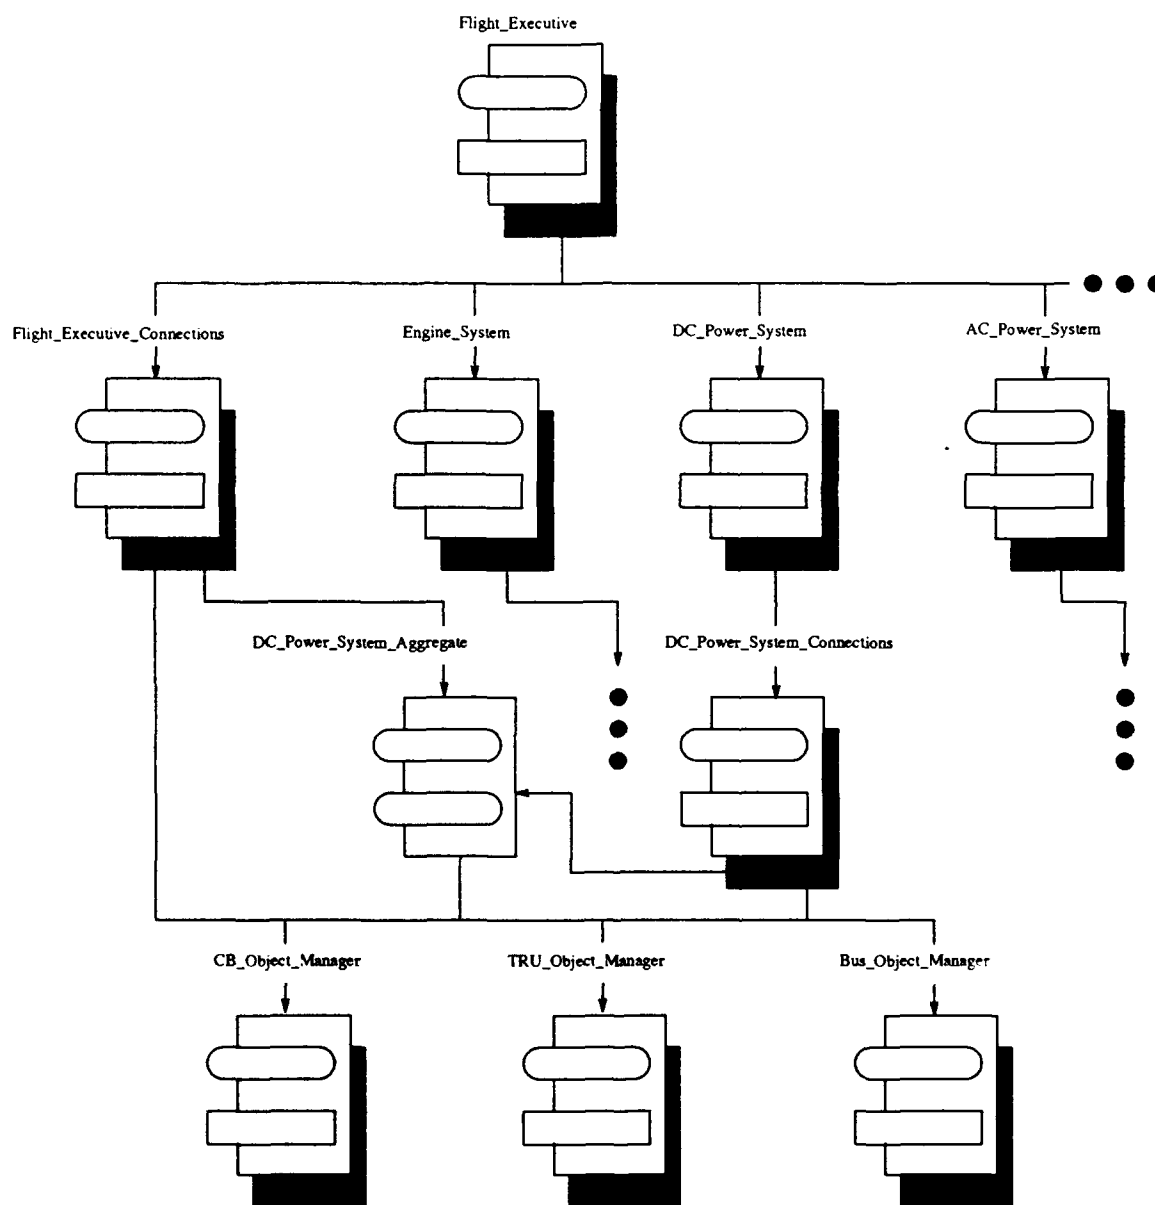 Flight_Executive
Flight_Executive_Connections
Engine_System
DC_Power_System
AC_Power_System
DC_Power_System_Aggregate
DC_Power_System_Connections
CB_Object_Manager
TRU_Object_Manager
Bus_Object_Manager